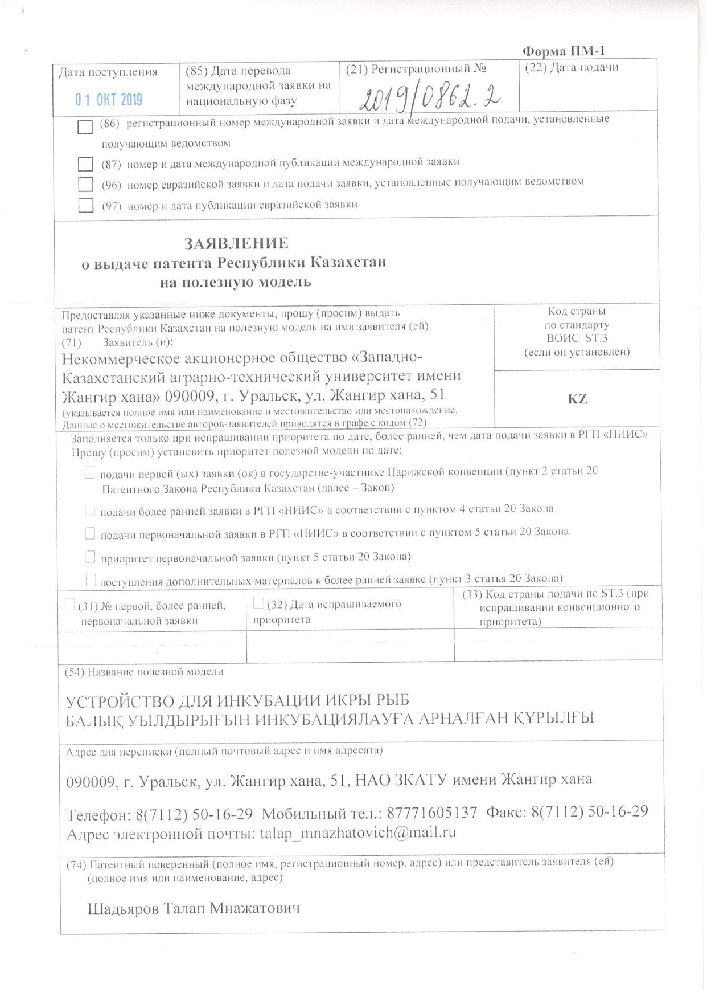 Форма ПМ-1
Дата поступления
01 ОКТ 2019
(85) Дата перевода
международной заявки на
национальную фазу
(21) Регистрационный №
2019/0862.2
(22) Дата подачи
(86) регистрационный номер международной заявки и дата международной подачи, установленные
получающим ведомством
(87) номер и дата международной публикации международной заявки
(96) номер евразийской заявки и дата подачи заявки, установленные получающим ведомством
(97) номер и дата публикации евразийской заявки
ЗАЯВЛЕНИЕ
о выдаче патента Республики Казахстан
на полезную модель
Предоставляя указанные ниже документы, прошу (просим) выдать
патент Республики Казахстан на полезную модель на имя заявителя (ей)
(71) Заявитель (и):
Некоммерческое акционерное общество «Западно-
Казахстанский аграрно-технический университет имени
Жангир хана» 090009, г. Уральск, ул. Жангир хана, 51
(указывается полное имя или наименование и местожительство или местонахождение.
Данные о местожительстве авторов-заявителей приводятся в графе с кодом (72)
Код страны
по стандарту
ВОИС ST.3
(если он установлен)
KZ
Заполняется только при испрашивании приоритета по дате, более ранней, чем дата подачи заявки в РГП «НИИС»
Прошу (просим) установить приоритет полезной модели по дате:
подачи первой (ых) заявки (ок) в государстве-участнике Парижской конвенции (пункт 2 статьи 20
Патентного Закона Республики Казахстан (далее – Закон)
подачи более ранней заявки в РГП «НИИС» в соответствии с пунктом 4 статьи 20 Закона
подачи первоначальной заявки в РГП «НИИС» в соответствии с пунктом 5 статьи 20 Закона
приоритет первоначальной заявки (пункт 5 статьи 20 Закона)
поступления дополнительных материалов к более ранней заявке (пункт 3 статья 20 Закона)
(31) № первой, более ранней,
первоначальной заявки
(32) Дата испрашиваемого
приоритета
(33) Код страны подачи по ST.3 (при
испрашивании конвенционного
приоритета)
(54) Название полезной модели
УСТРОЙСТВО ДЛЯ ИНКУБАЦИИ ИКРЫ РЫБ
БАЛЫҚ УЫЛДЫРЫҒЫН ИНКУБАЦИЯЛАУҒА АРНАЛҒАН ҚҰРЫЛҒЫ
Адрес для переписки (полный почтовый адрес и имя адресата)
090009, г. Уральск, ул. Жангир хана, 51, НАО ЗКАТУ имени Жангир хана
Телефон: 8(7112) 50-16-29 Мобильный тел.: 87771605137 Факс: 8(7112) 50-16-29
Адрес электронной почты: talap_mnazhatovich@mail.ru
(74) Патентный поверенный (полное имя, регистрационный номер, адрес) или представитель заявителя (ей)
(полное имя или наименование, адрес)
Шадьяров Талап Мнажатович